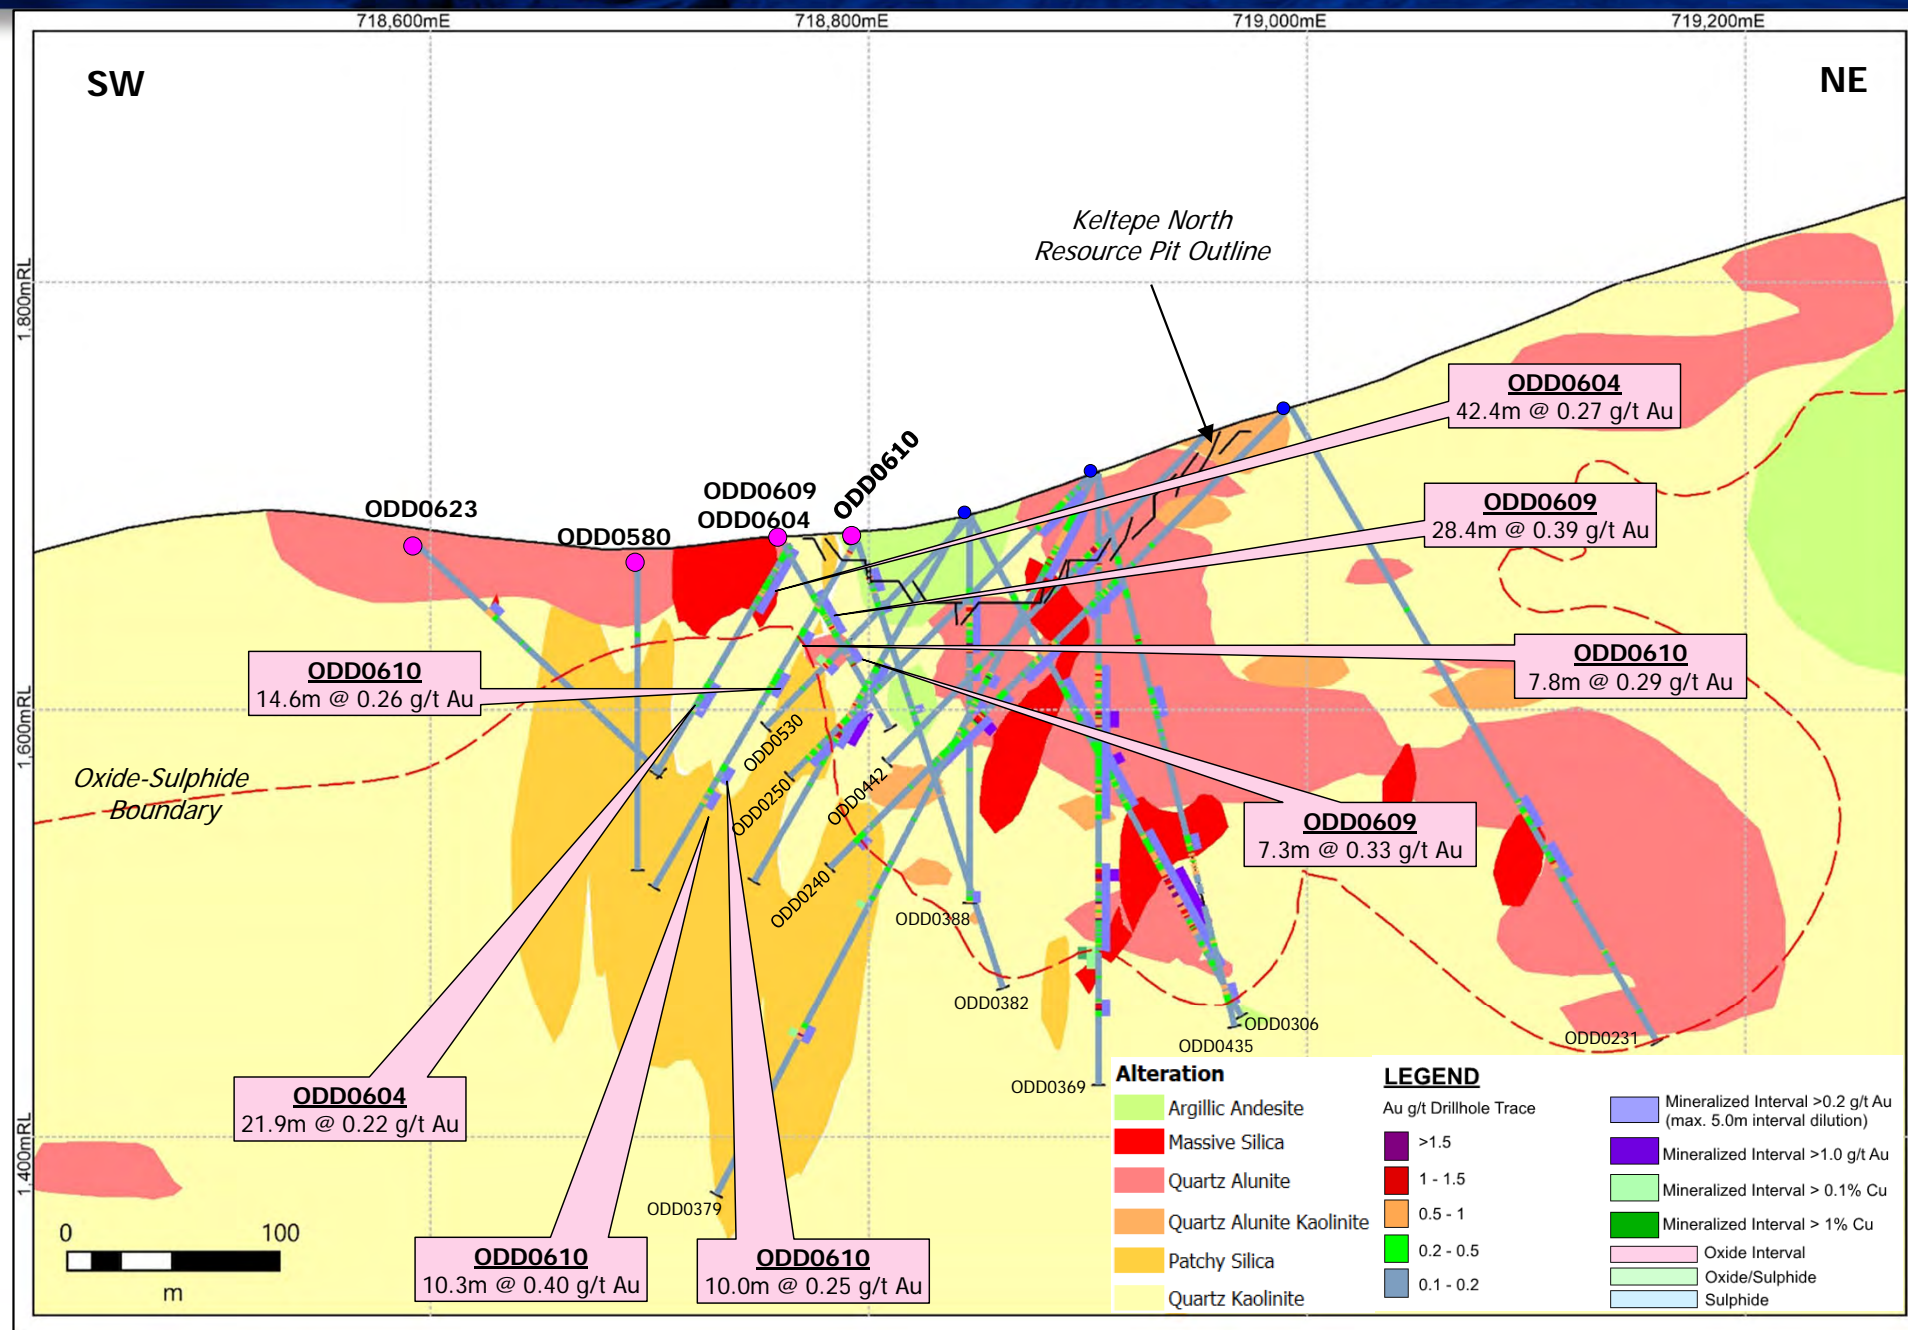 718,600mE
718,800mE
719,000mE
719,200mE
SW
NE
Keltepe North
Resource Pit Outline
1,800mRL
ODD0604
42.4m @ 0.27 g/t Au
ODD0610
ODD0609
ODD0604
ODD0623
ODD0580
ODD0609
28.4m @ 0.39 g/t Au
ODD0610
14.6m @ 0.26 g/t Au
ODD0610
7.8m @ 0.29 g/t Au
1,600mRL
ODD0530
ODD0250
ODD0442
Oxide-Sulphide
Boundary
ODD0609
7.3m @ 0.33 g/t Au
ODD0240
ODD0388
ODD0382
ODD0306
ODD0435
ODD0231
ODD0369
ODD0604
21.9m @ 0.22 g/t Au
1,400mRL
ODD0379
0 100
m
ODD0610
10.3m @ 0.40 g/t Au
ODD0610
10.0m @ 0.25 g/t Au
Alteration
Argillic Andesite
Massive Silica
Quartz Alunite
Quartz Alunite Kaolinite
Patchy Silica
Quartz Kaolinite
LEGEND
Au g/t Drillhole Trace
>1.5
1 - 1.5
0.5 - 1
0.2 - 0.5
0.1 - 0.2
Mineralized Interval >0.2 g/t Au
(max. 5.0m interval dilution)
Mineralized Interval >1.0 g/t Au
Mineralized Interval > 0.1% Cu
Mineralized Interval > 1% Cu
Oxide Interval
Oxide/Sulphide
Sulphide